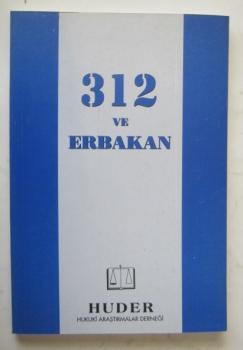 312
VE
ERBAKAN
HUDER
HUKUKİ ARAŞTIRMALAR DERNEĞİ